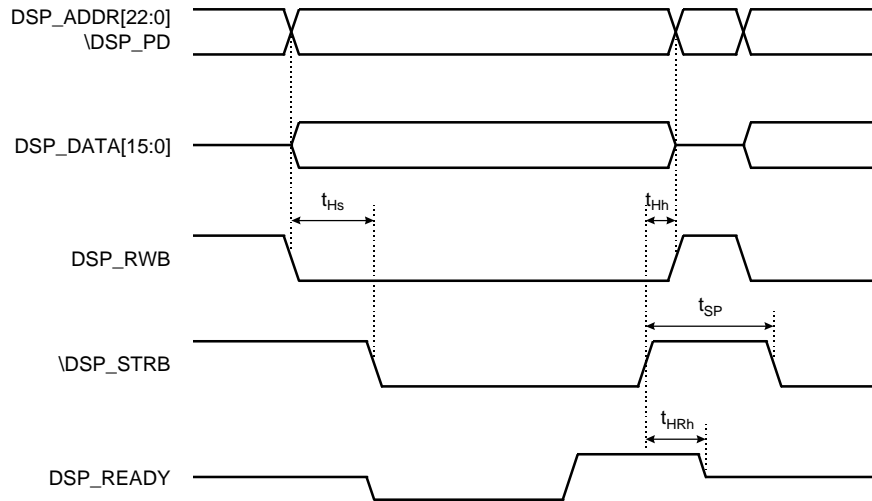 DSP_ADDR[22:0]
\DSP_PD
DSP_DATA[15:0]
tHs
tHh
DSP_RWB
tSP
\DSP_STRB
tHRh
DSP_READY